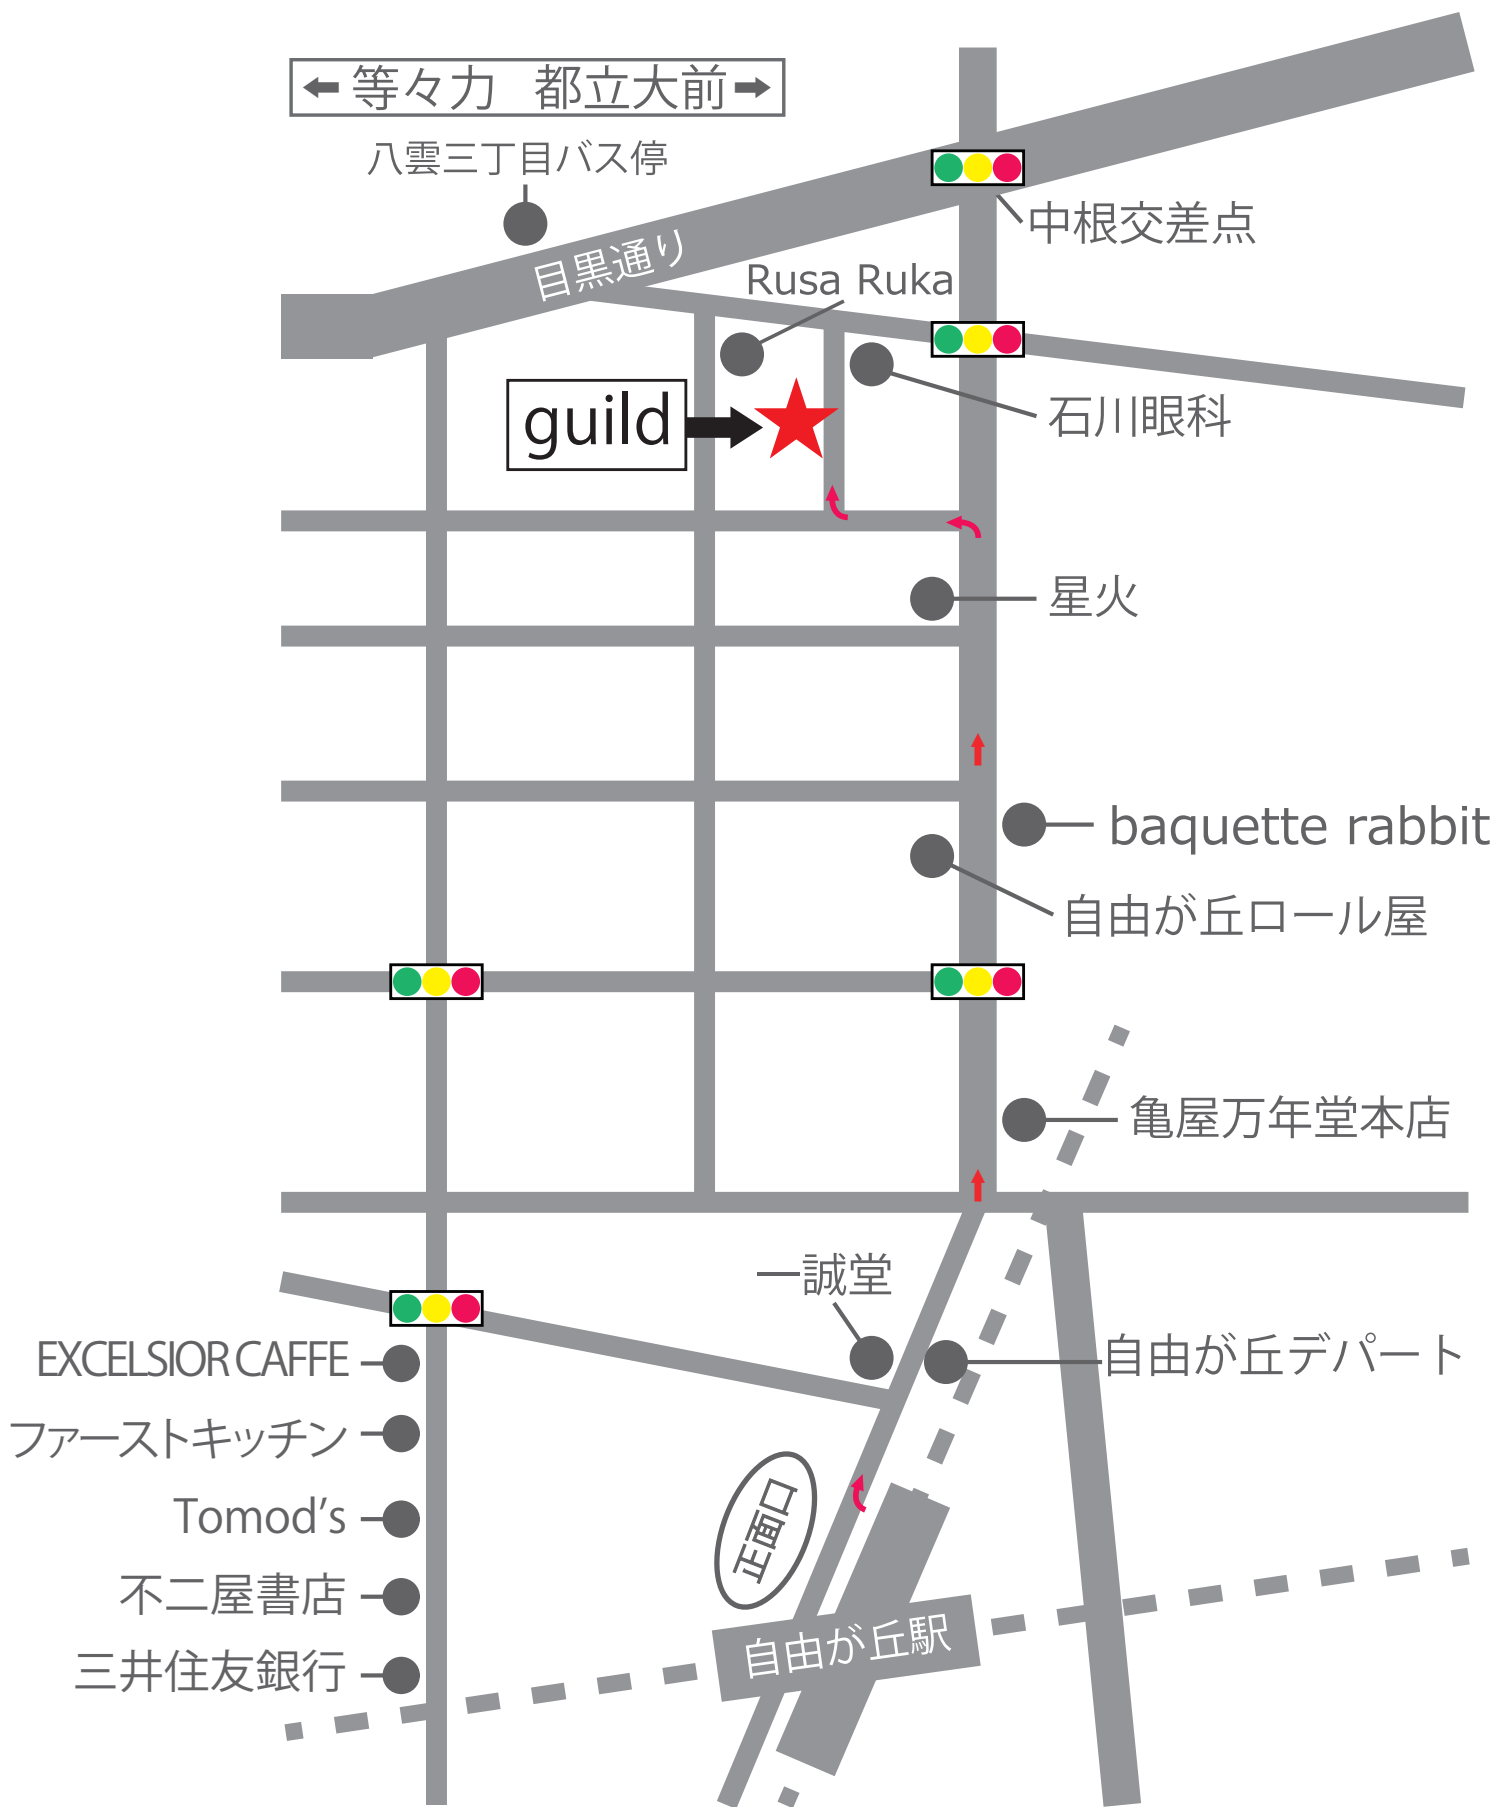 等々力 都立大前
八雲三丁目バス停
目黒通り
中根交差点
Rusa Ruka
石川眼科
guild
星火
baquette rabbit
自由が丘ロール屋
亀屋万年堂本店
一誠堂
自由が丘デパート
EXCELSIOR CAFFE
ファーストキッチン
正面口
Tomod's
不二屋書店
自由が丘駅
三井住友銀行